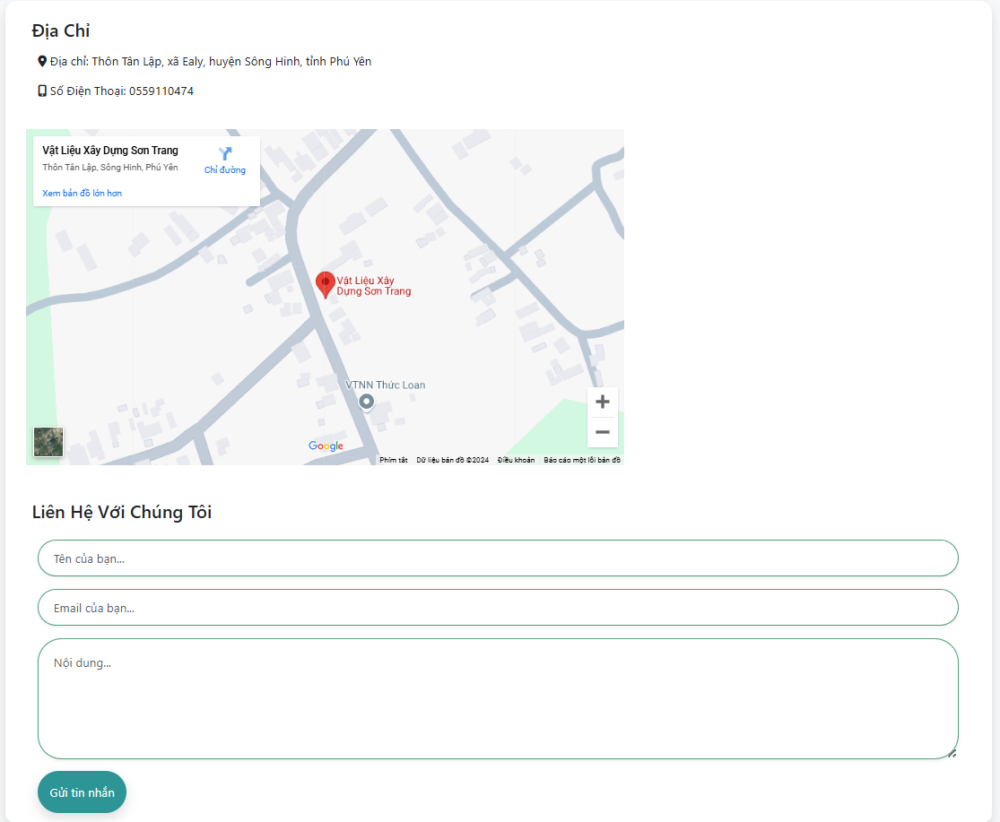 Địa Chỉ
Địa chỉ: Thôn Tân Lập, xã Ealy, huyện Sông Hinh, tỉnh Phú Yên
Số Điện Thoại: 0559110474
Vật Liệu Xây Dựng Sơn Trang
Thôn Tân Lập, Sông Hinh, Phú Yên
Chỉ đường
Xem bản đồ lớn hơn
Vật Liệu Xây
Dựng Sơn Trang
VTNN Thức Loan
Google
Phím tắt Dữ liệu bản đồ ©2024 Điều khoản Báo cáo một lỗi bản đồ
Liên Hệ Với Chúng Tôi
Tên của bạn...
Email của bạn...
Nội dung...
Gửi tin nhắn